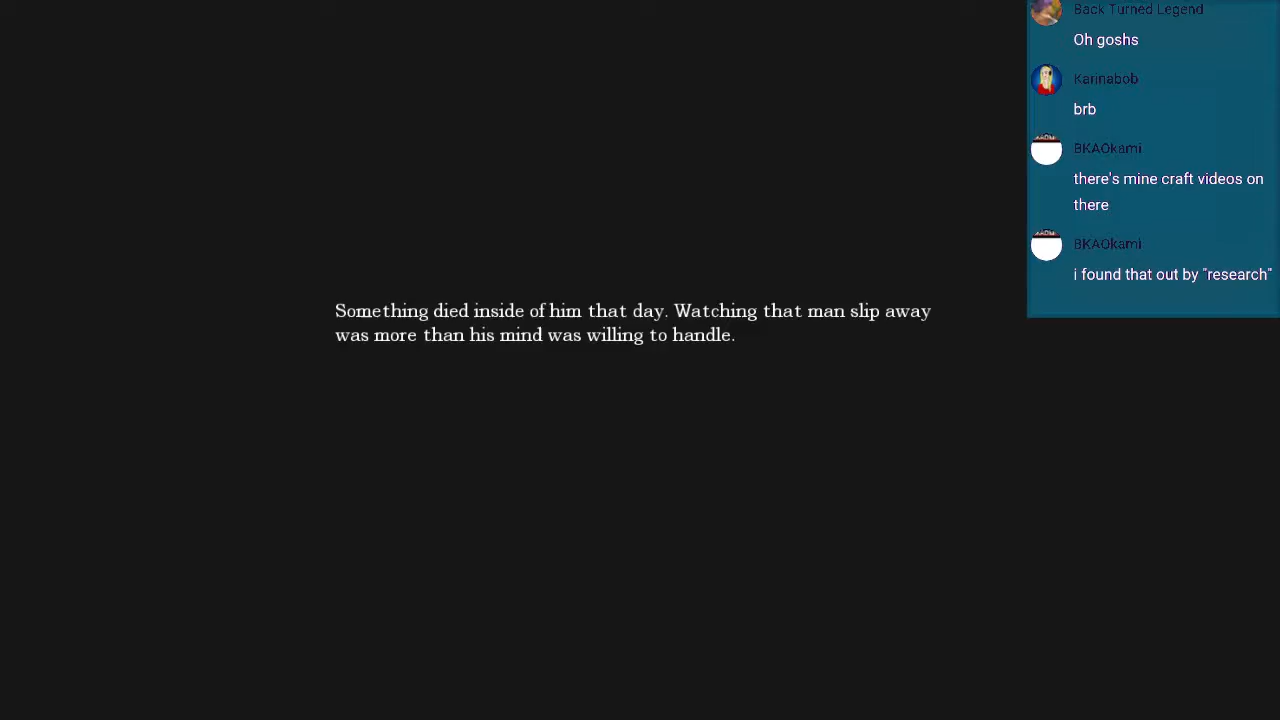 Something died inside of him that day. Watching that man slip away
was more than his mind was willing to handle.
Back Turned Legend
Oh goshs
Karinabob
brb
BKAOkami
there's mine craft videos on
there
BKAOkami
i found that out by "research"